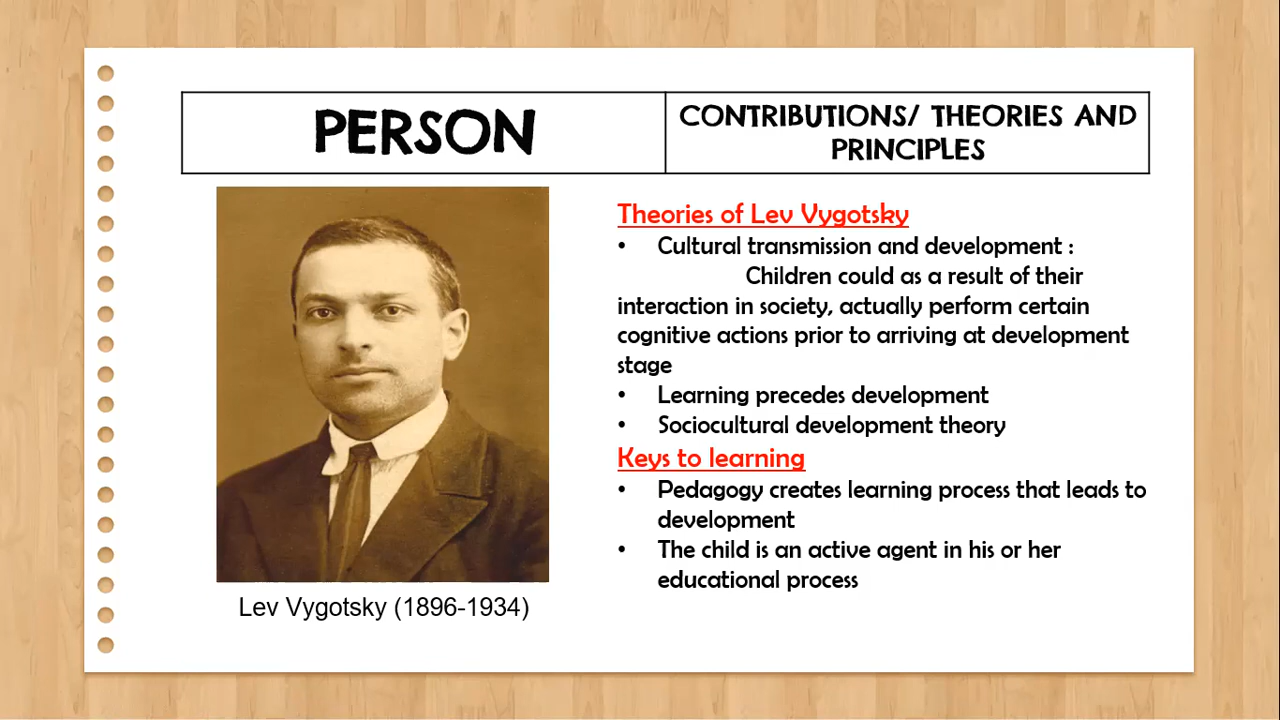 PERSON
CONTRIBUTIONS/ THEORIES AND
PRINCIPLES
Theories of Lev Vygotsky
• Cultural transmission and development :
Children could as a result of their
interaction in society, actually perform certain
cognitive actions prior to arriving at development
stage
• Learning precedes development
• Sociocultural development theory
Keys to learning
• Pedagogy creates learning process that leads to
development
• The child is an active agent in his or her
educational process
Lev Vygotsky (1896-1934)